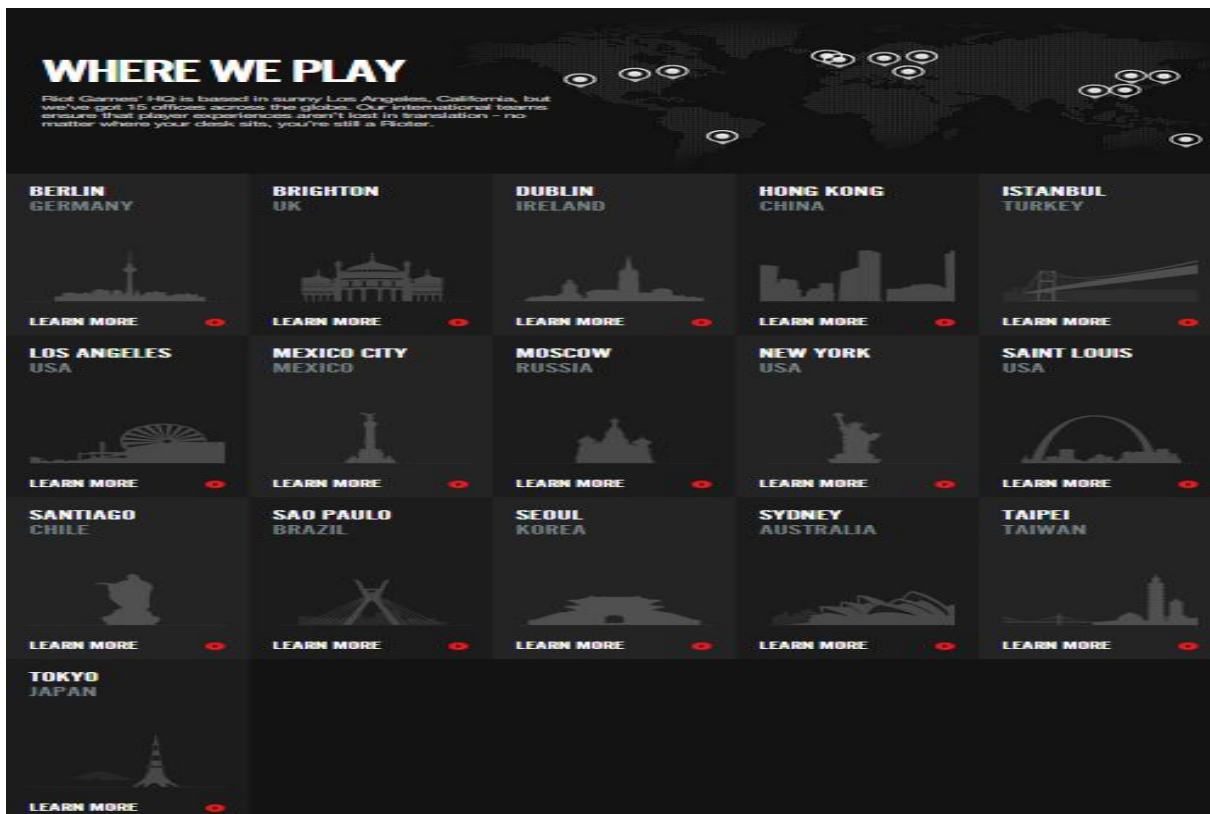 WHERE WE PLAY
Riot Games' HQ is based in sunny Los Angeles, California, but
we've got 15 offices across the globe. Our international teams
ensure that player experiences aren't lost in translation - no
matter where your desk sits, you're still a Rioter.
BERLIN
GERMANY
LEARN MORE
BRIGHTON
UK
LEARN MORE
DUBLIN
IRELAND
LEARN MORE
HONG KONG
CHINA
LEARN MORE
ISTANBUL
TURKEY
LEARN MORE
LOS ANGELES
USA
LEARN MORE
MEXICO CITY
MEXICO
LEARN MORE
MOSCOW
RUSSIA
LEARN MORE
NEW YORK
USA
LEARN MORE
SAINT LOUIS
USA
LEARN MORE
SANTIAGO
CHILE
LEARN MORE
SAO PAULO
BRAZIL
LEARN MORE
SEOUL
KOREA
LEARN MORE
SYDNEY
AUSTRALIA
LEARN MORE
TAIPEI
TAIWAN
LEARN MORE
TOKYO
JAPAN
LEARN MORE